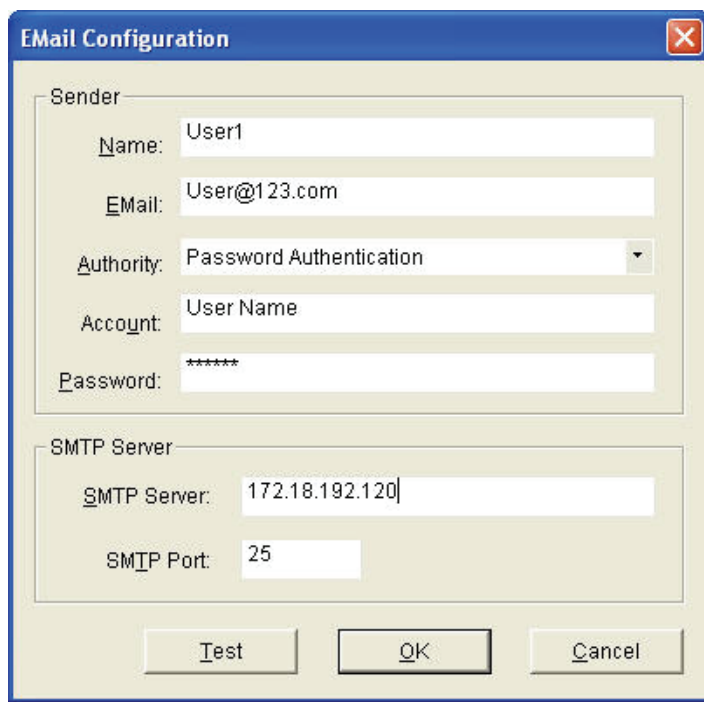 EMail Configuration
Sender
Name: User1
EMail: User@123.com
Authority: Password Authentication
Account: User Name
Password: ******
SMTP Server
SMTP Server: 172.18.192.120
SMTP Port: 25
Test OK Cancel